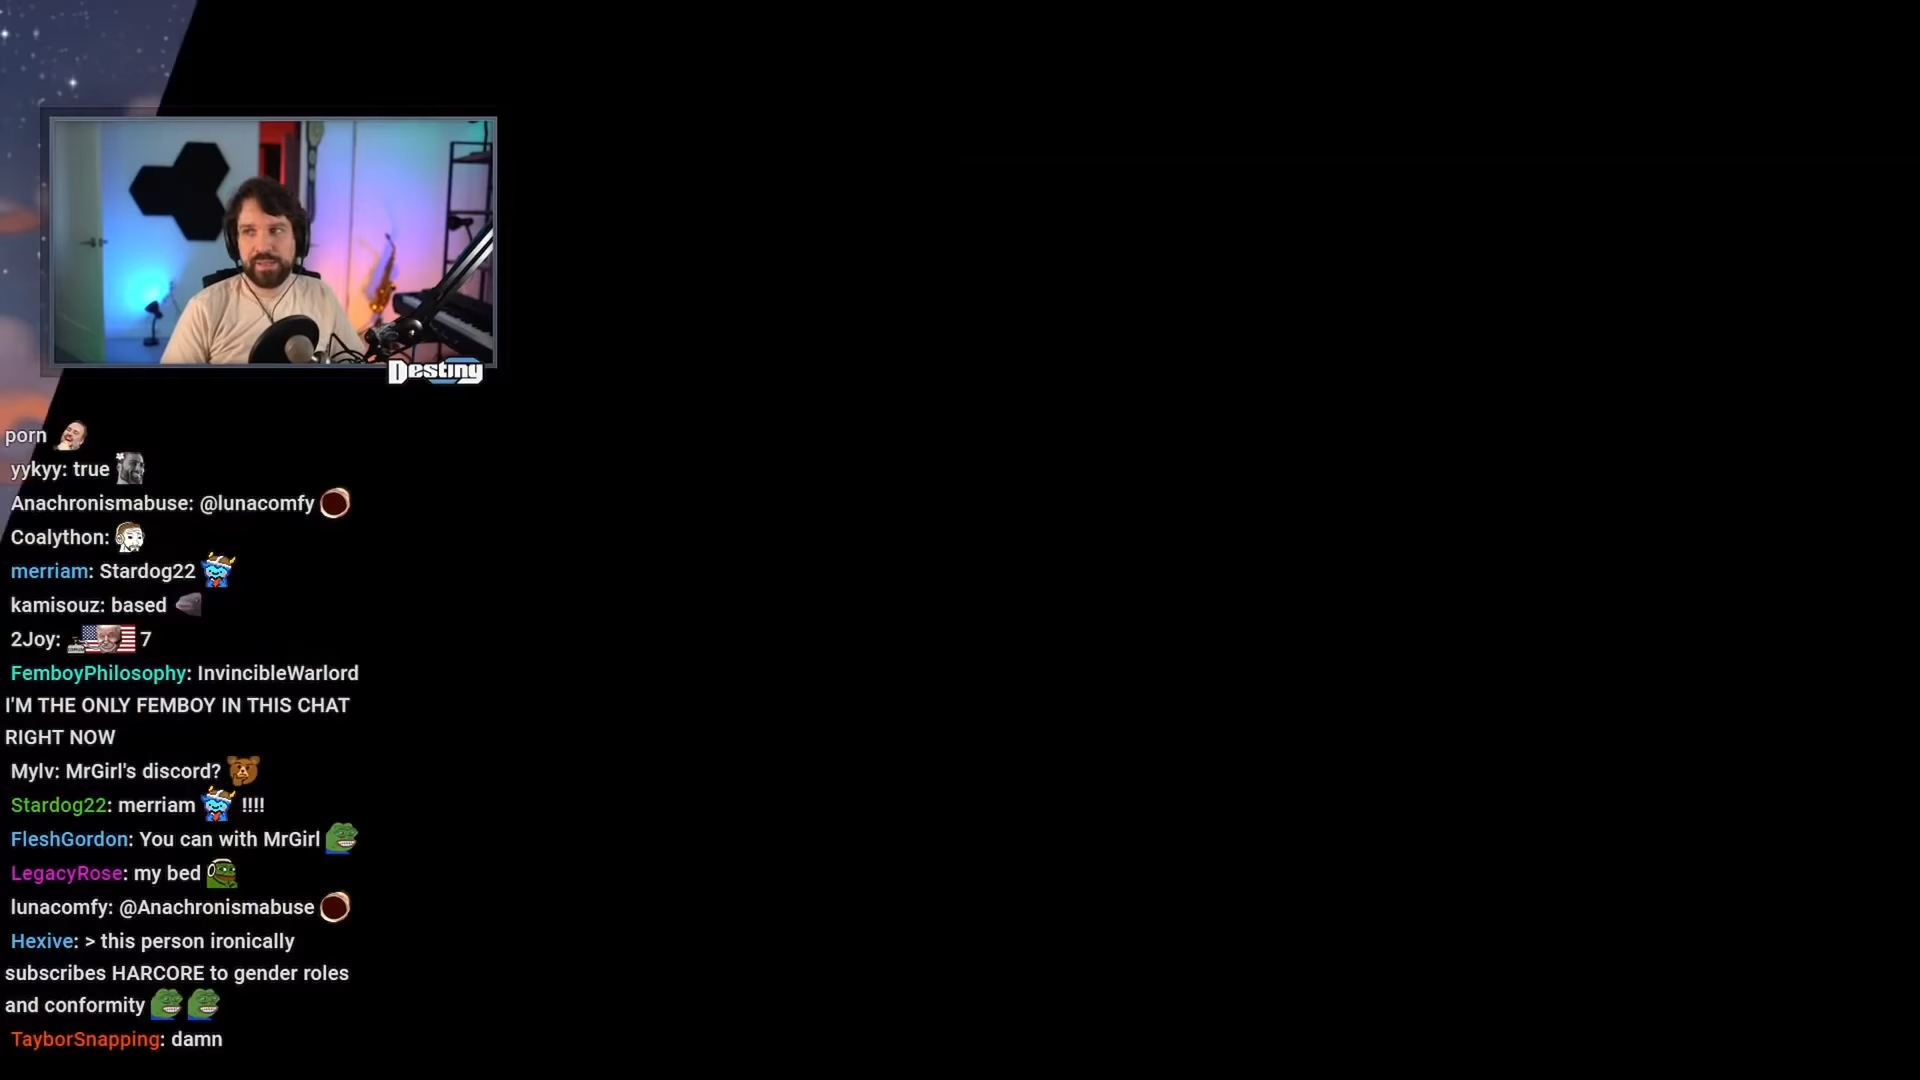 Destiny
porn
yykyy: true
Anachronismabuse: @lunacomfy
Coalython:
merriam: Stardog22
kamisouz: based
2Joy: 7
FemboyPhilosophy: InvincibleWarlord
I'M THE ONLY FEMBOY IN THIS CHAT
RIGHT NOW
Mylv: MrGirl's discord?
Stardog22: merriam !!!!
FleshGordon: You can with MrGirl
LegacyRose: my bed
lunacomfy: @Anachronismabuse
Hexive: > this person ironically
subscribes HARCORE to gender roles
and conformity
TayborSnapping: damn